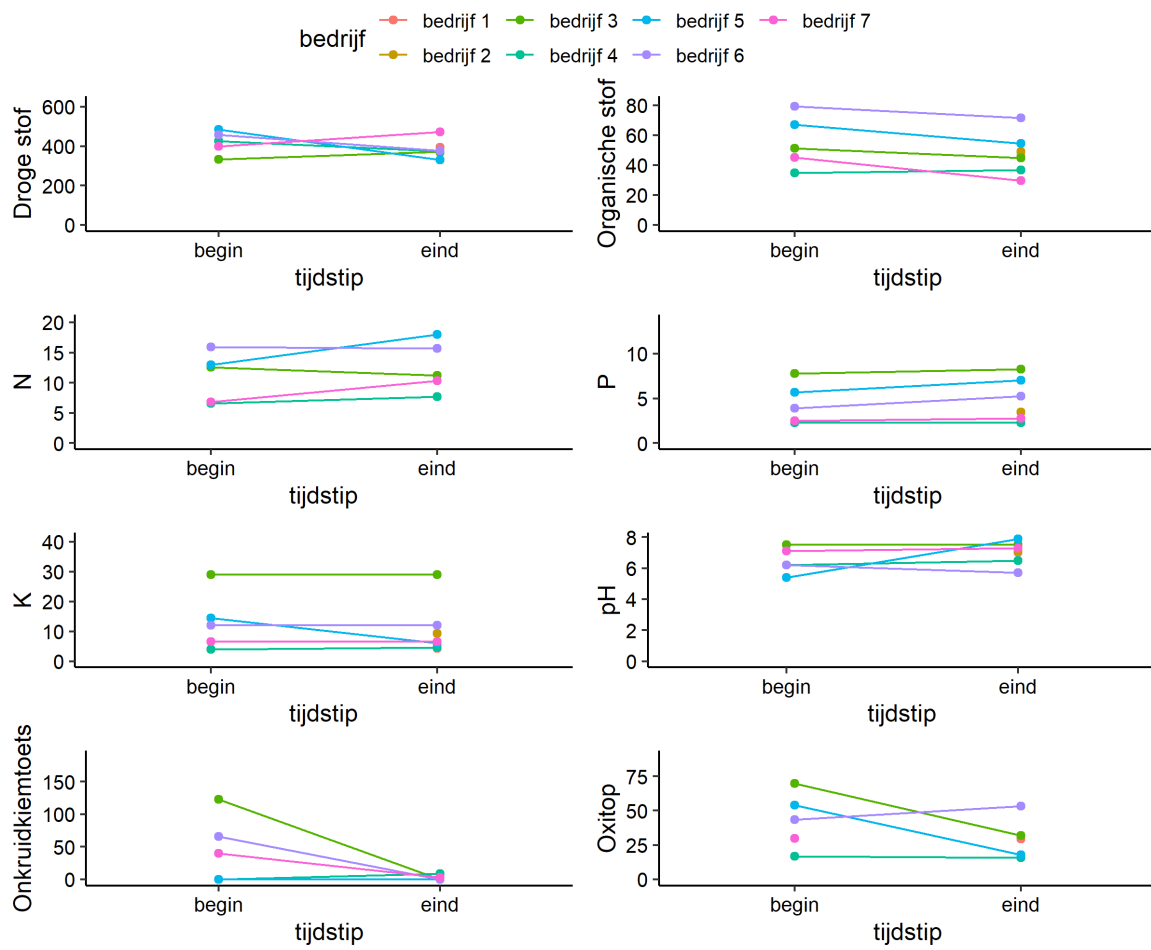 bedrijf
bedrijf 1 bedrijf 3 bedrijf 5 bedrijf 7
bedrijf 2 bedrijf 4 bedrijf 6
Droge stof
600
400
200
0
begin eind
tijdstip
Organische stof
80
60
40
20
0
begin eind
tijdstip
N
20
15
10
5
0
begin eind
tijdstip
P
10
5
0
begin eind
tijdstip
K
40
30
20
10
0
begin eind
tijdstip
pH
8
6
4
2
0
begin eind
tijdstip
Onkruidkiemtoets
150
100
50
0
begin eind
tijdstip
Oxitop
75
50
25
0
begin eind
tijdstip